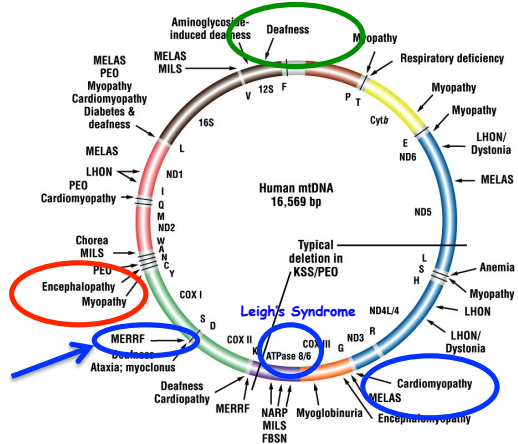 Aminoglycoside-
induced deafness
Deafness
Myopathy
Respiratory deficiency
MELAS
MILS
V
12S
F
P
T
MELAS
PEO
Myopathy
Cardiomyopathy
Diabetes &
deafness
16S
Cytb
Myopathy
Myopathy
E
ND6
LHON/
Dystonia
L
MELAS
LHON
ND1
MELAS
PEO
Cardiomyopathy
I
Q
M
ND2
Human mtDNA
16,569 bp
ND5
Chorea
MILS
W
A
N
C
Y
PEO
Encephalopathy
Myopathy
Typical
deletion in
KSS/PEO
L
S
H
Anemia
Myopathy
COX I
Leigh's Syndrome
ND4L/4
LHON
S
D
MERRF
Deafness
Ataxia; myoclonus
COX II
K
ATPase 8/6
COX III
G
ND3
R
LHON/
Dystonia
Deafness
Cardiopathy
MERRF
NARP
MILS
FBSN
Myoglobinuria
Cardiomyopathy
MELAS
Encephalomyopathy